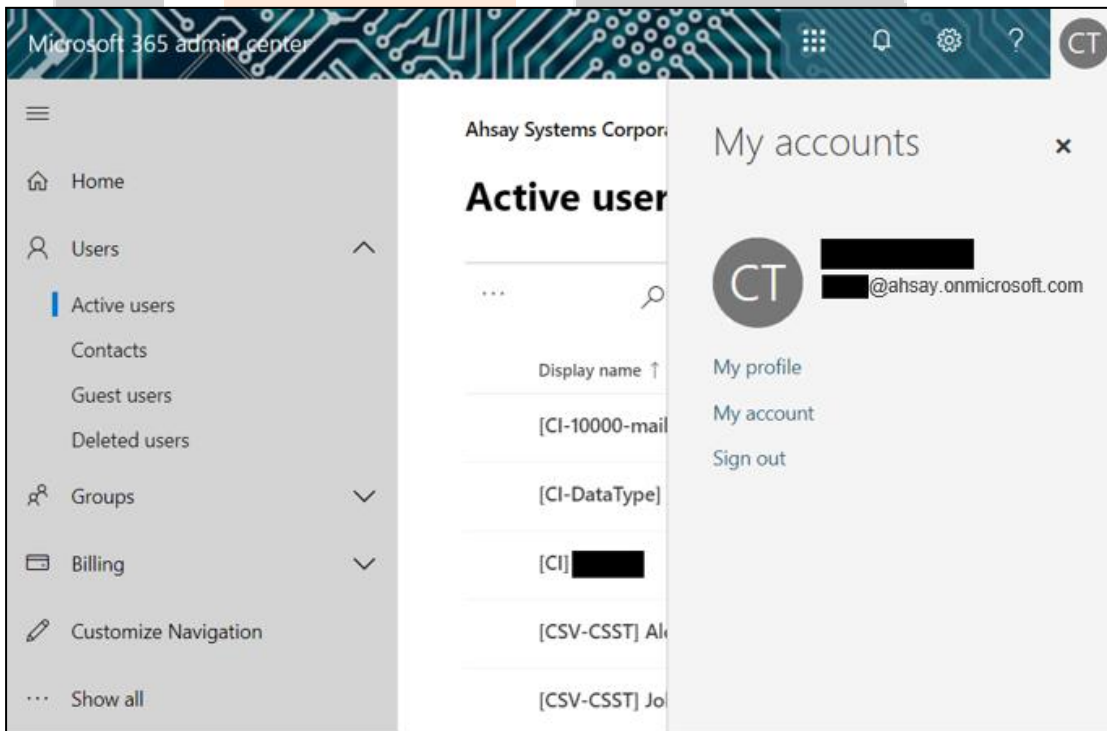 Microsoft 365 admin center
?
CT
Home
Users
Active users
Contacts
Guest users
Deleted users
Groups
Billing
Customize Navigation
... Show all
Ahsay Systems Corpora
Active user
...
Display name ↑
[CI-10000-mail
[CI-DataType]
[CI]
[CSV-CSST] Ale
[CSV-CSST] Jo
My accounts
×
CT
@ahsay.onmicrosoft.com
My profile
My account
Sign out